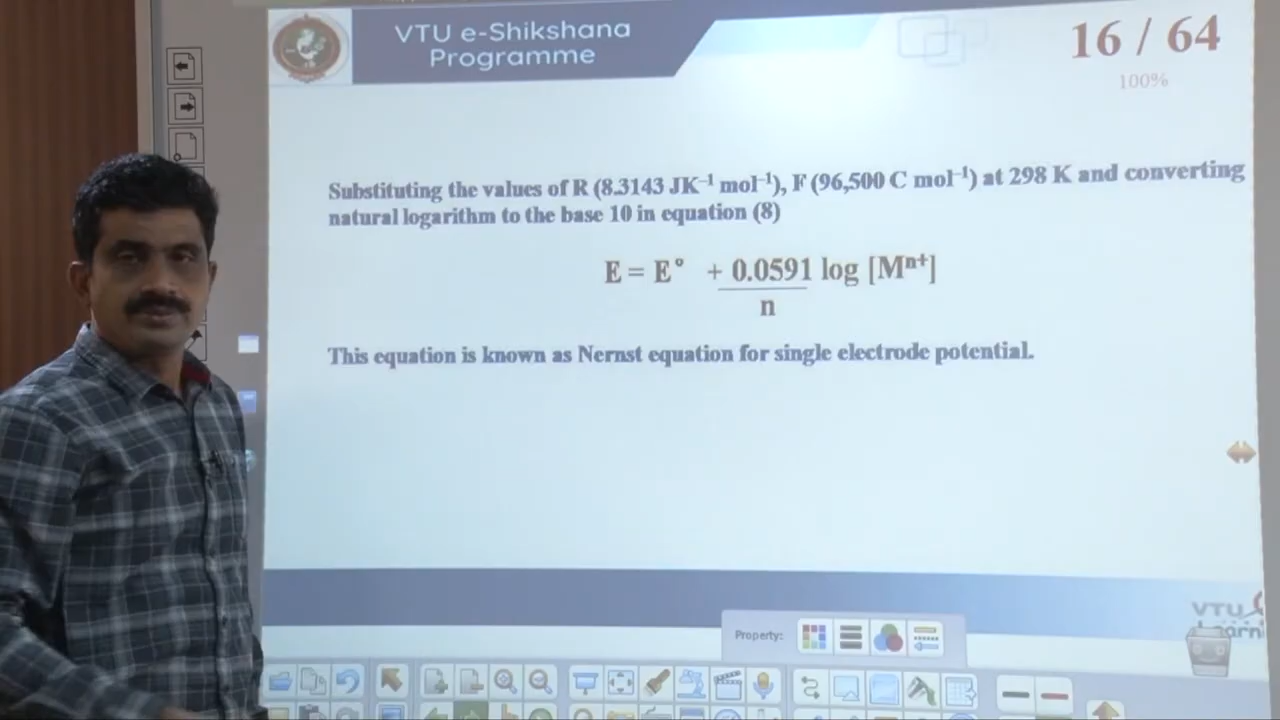 VTU e-Shikshana
Programme
16 / 64
100%
Substituting the values of R (8.3143 JK⁻¹ mol⁻¹), F (96,500 C mol⁻¹) at 298 K and converting
natural logarithm to the base 10 in equation (8)
E = E° + 0.0591 log [Mⁿ⁺]
n
This equation is known as Nernst equation for single electrode potential.
VTU
Property: